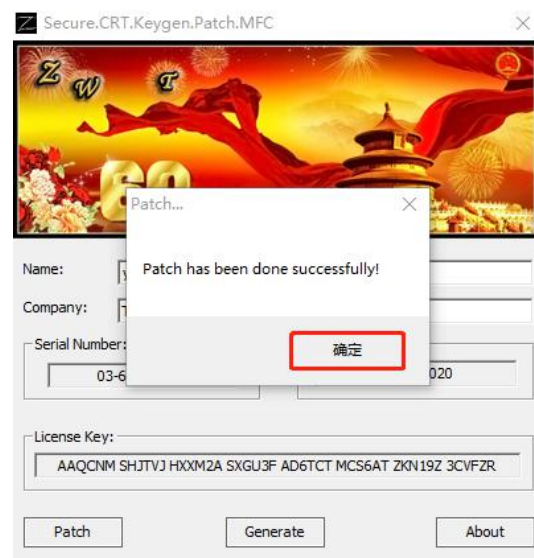 Secure.CRT.Keygen.Patch.MFC
Z W T
60
Patch...
Patch has been done successfully!
确定
Name:
Company:
Serial Number:
03-6
020
License Key:
AAQCNM SHJTVJ HXXM2A SXGU3F AD6TCT MCS6AT ZKN19Z 3CVFZR
Patch
Generate
About